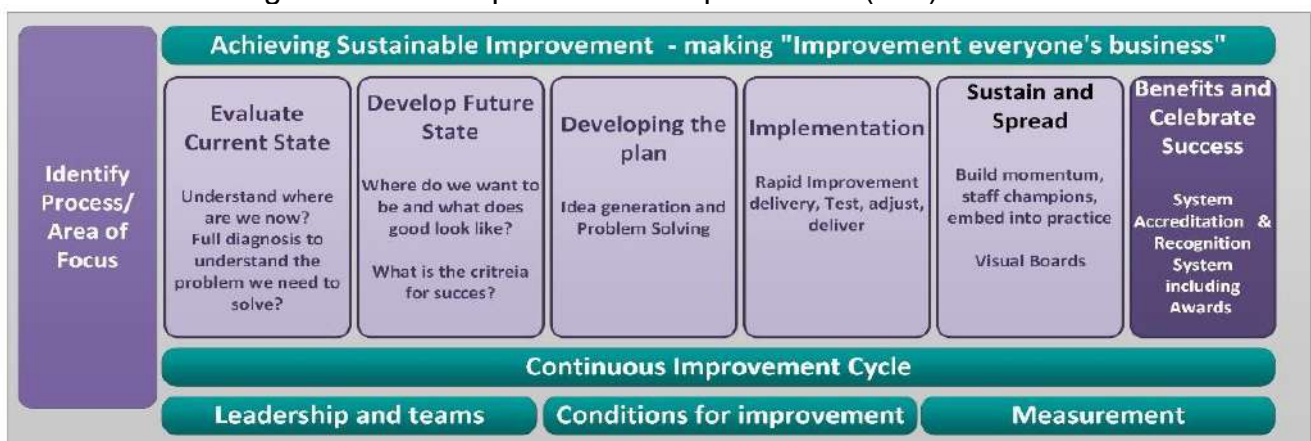 Achieving Sustainable Improvement - making "Improvement everyone's business"
Identify
Process/
Area of
Focus
Evaluate
Current State
Understand where
are we now?
Full diagnosis to
understand the
problem we need to
solve?
Develop Future
State
Where do we want to
be and what does
good look like?
What is the critreia
for succes?
Developing the
plan
Idea generation and
Problem Solving
Implementation
Rapid Improvement
delivery, Test, adjust,
deliver
Sustain and
Spread
Build momentum,
staff champions,
embed into practice
Visual Boards
Benefits and
Celebrate
Success
System
Accreditation &
Recognition
System
including
Awards
Continuous Improvement Cycle
Leadership and teams
Conditions for improvement
Measurement